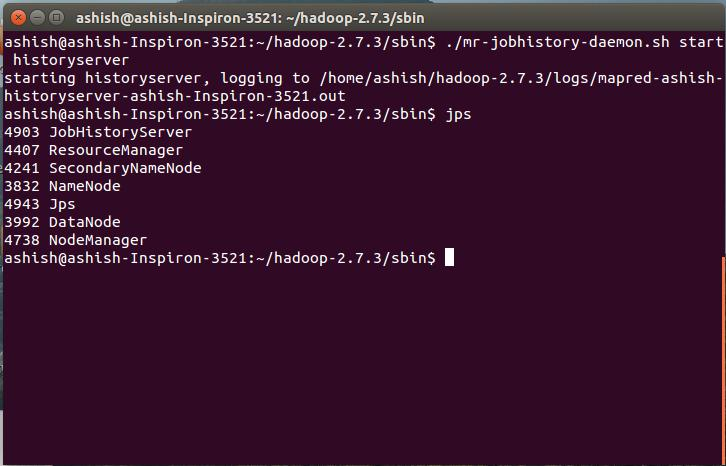 ashish@ashish-Inspiron-3521: ~/hadoop-2.7.3/sbin
ashish@ashish-Inspiron-3521:~/hadoop-2.7.3/sbin$ ./mr-jobhistory-daemon.sh start
 historyserver
starting historyserver, logging to /home/ashish/hadoop-2.7.3/logs/mapred-ashish-
historyserver-ashish-Inspiron-3521.out
ashish@ashish-Inspiron-3521:~/hadoop-2.7.3/sbin$ jps
4903 JobHistoryServer
4407 ResourceManager
4241 SecondaryNameNode
3832 NameNode
4943 Jps
3992 DataNode
4738 NodeManager
ashish@ashish-Inspiron-3521:~/hadoop-2.7.3/sbin$